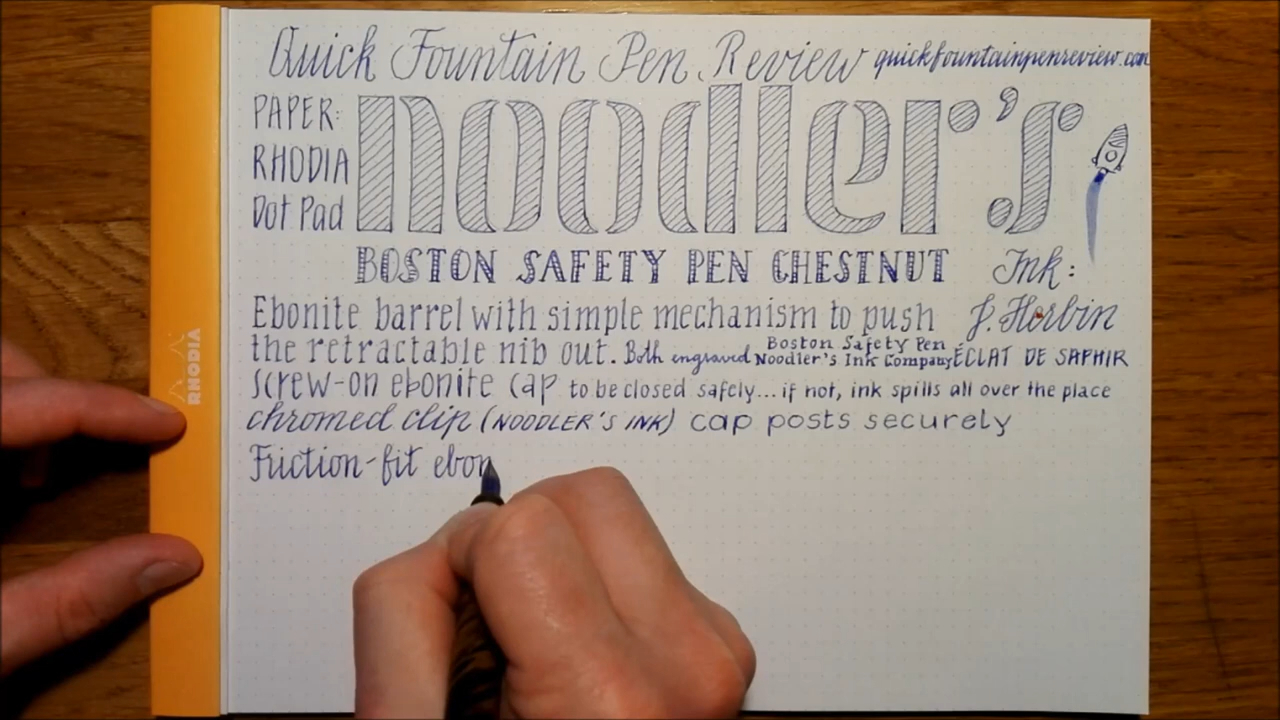 Quick Fountain Pen Review quickfountainpenreview.com
PAPER:
RHODIA
Dot Pad
noodler's
BOSTON SAFETY PEN CHESTNUT
Ink:
J. Herbin
ÉCLAT DE SAPHIR
Ebonite barrel with simple mechanism to push
the retractable nib out. Both engraved Boston Safety Pen
Noodler's Ink Company
screw-on ebonite cap to be closed safely... if not, ink spills all over the place
chromed clip (NOODLER'S INK) cap posts securely
Friction-fit ebon
RHODIA